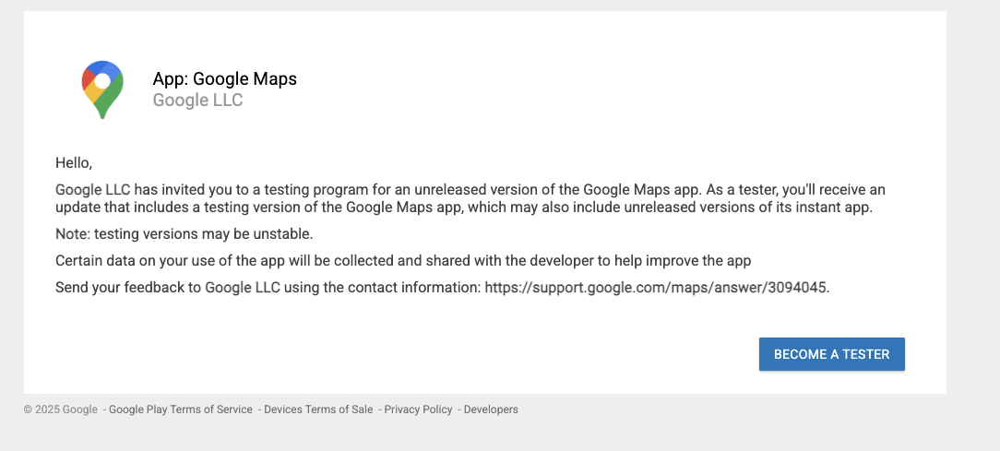 App: Google Maps
Google LLC
Hello,
Google LLC has invited you to a testing program for an unreleased version of the Google Maps app. As a tester, you'll receive an
update that includes a testing version of the Google Maps app, which may also include unreleased versions of its instant app.
Note: testing versions may be unstable.
Certain data on your use of the app will be collected and shared with the developer to help improve the app
Send your feedback to Google LLC using the contact information: https://support.google.com/maps/answer/3094045.
BECOME A TESTER
© 2025 Google - Google Play Terms of Service - Devices Terms of Sale - Privacy Policy - Developers